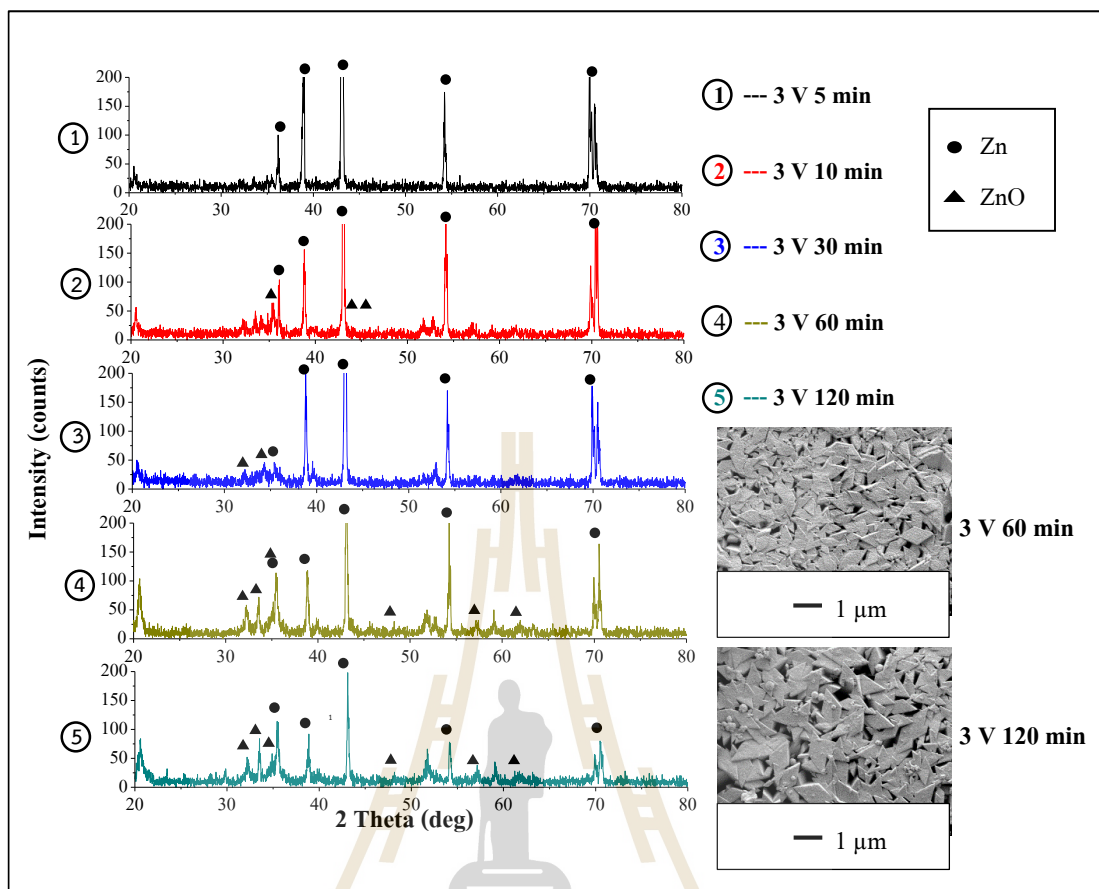 200
150
100
50
0
20 30 40 50 60 70 80
①
200
150
100
50
0
20 30 40 50 60 70 80
②
200
150
100
50
0
20 30 40 50 60 70 80
③
200
150
100
50
0
20 30 40 50 60 70 80
④
200
150
100
50
0
20 30 40 50 60 70 80
⑤
1
Intensity (counts)
2 Theta (deg)
① --- 3 V 5 min
② --- 3 V 10 min
③ --- 3 V 30 min
④ --- 3 V 60 min
⑤ --- 3 V 120 min
● Zn
▲ ZnO
3 V 60 min
1 µm
3 V 120 min
1 µm